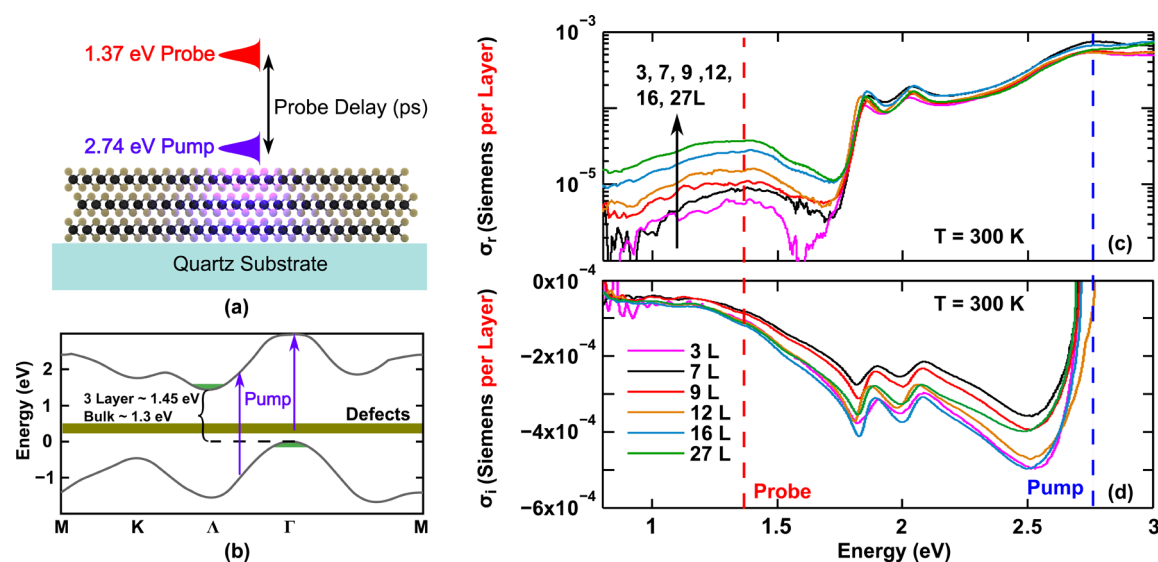 1.37 eV Probe
Probe Delay (ps)
2.74 eV Pump
Quartz Substrate
(a)
Energy (eV)
2
1
0
−1
3 Layer ~ 1.45 eV
Bulk ~ 1.3 eV
Pump
Defects
M K Λ Γ M
(b)
σr (Siemens per Layer)
10⁻³
10⁻⁵
3, 7, 9 ,12,
16, 27L
T = 300 K
(c)
σi (Siemens per Layer)
0x10⁻⁴
−2x10⁻⁴
−4x10⁻⁴
−6x10⁻⁴
T = 300 K
3 L
7 L
9 L
12 L
16 L
27 L
Probe
Pump
(d)
1 1.5 2 2.5 3
Energy (eV)